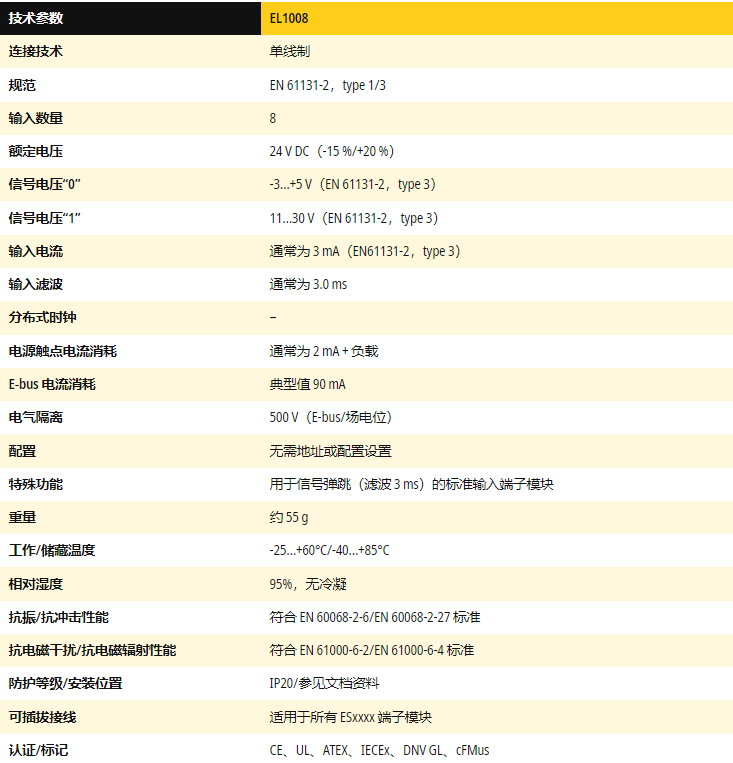 技术参数 EL1008
连接技术 单线制
规范 EN 61131-2，type 1/3
输入数量 8
额定电压 24 V DC（-15 %/+20 %）
信号电压“0” -3…+5 V（EN 61131-2，type 3）
信号电压“1” 11…30 V（EN 61131-2，type 3）
输入电流 通常为 3 mA（EN61131-2，type 3）
输入滤波 通常为 3.0 ms
分布式时钟 –
电源触点电流消耗 通常为 2 mA + 负载
E-bus 电流消耗 典型值 90 mA
电气隔离 500 V（E-bus/场电位）
配置 无需地址或配置设置
特殊功能 用于信号弹跳（滤波 3 ms）的标准输入端子模块
重量 约 55 g
工作/储藏温度 -25…+60°C/-40…+85°C
相对湿度 95%，无冷凝
抗振/抗冲击性能 符合 EN 60068-2-6/EN 60068-2-27 标准
抗电磁干扰/抗电磁辐射性能 符合 EN 61000-6-2/EN 61000-6-4 标准
防护等级/安装位置 IP20/参见文档资料
可插拔接线 适用于所有 ESxxxx 端子模块
认证/标记 CE、UL、ATEX、IECEx、DNV GL、cFMus